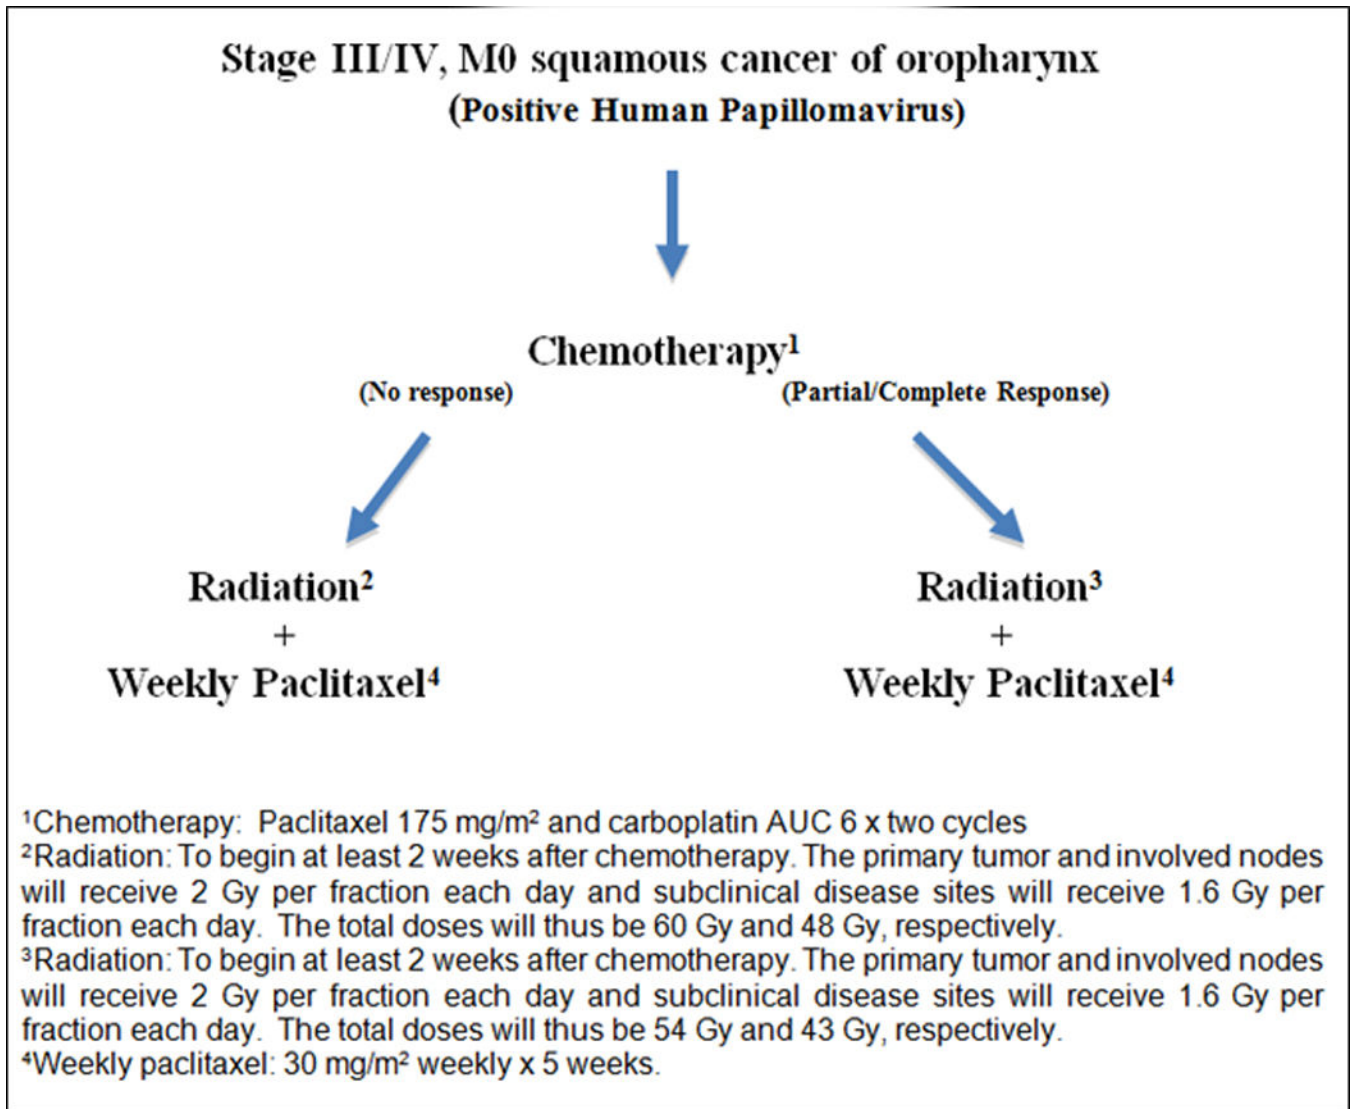 Stage III/IV, M0 squamous cancer of oropharynx
(Positive Human Papillomavirus)
Chemotherapy¹
(No response)
(Partial/Complete Response)
Radiation²
+
Weekly Paclitaxel⁴
Radiation³
+
Weekly Paclitaxel⁴
¹Chemotherapy: Paclitaxel 175 mg/m² and carboplatin AUC 6 x two cycles
²Radiation: To begin at least 2 weeks after chemotherapy. The primary tumor and involved nodes
will receive 2 Gy per fraction each day and subclinical disease sites will receive 1.6 Gy per
fraction each day. The total doses will thus be 60 Gy and 48 Gy, respectively.
³Radiation: To begin at least 2 weeks after chemotherapy. The primary tumor and involved nodes
will receive 2 Gy per fraction each day and subclinical disease sites will receive 1.6 Gy per
fraction each day. The total doses will thus be 54 Gy and 43 Gy, respectively.
⁴Weekly paclitaxel: 30 mg/m² weekly x 5 weeks.